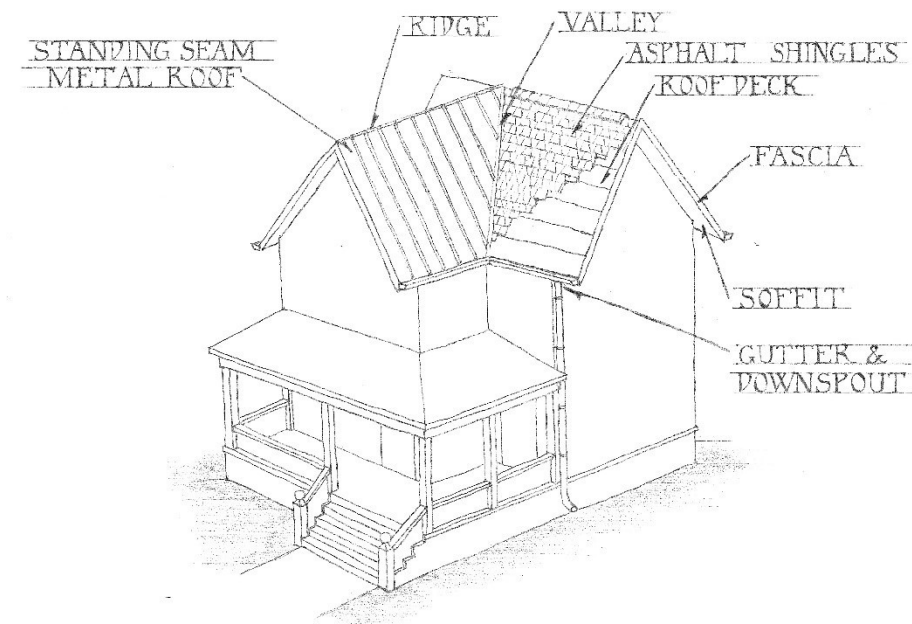 RIDGE
VALLEY
STANDING SEAM
METAL ROOF
ASPHALT SHINGLES
ROOF DECK
FASCIA
SOFFIT
GUTTER &
DOWNSPOUT